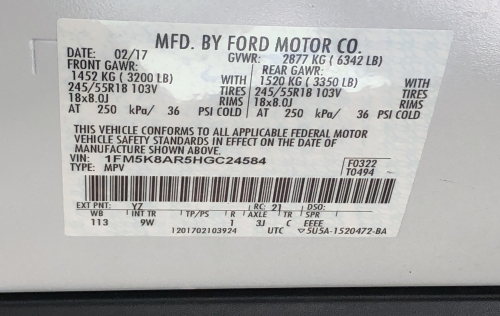 MFD. BY FORD MOTOR CO.
DATE: 02/17 GVWR: 2877 KG ( 6342 LB)
FRONT GAWR: REAR GAWR:
1452 KG ( 3200 LB) WITH 1520 KG ( 3350 LB) WITH
245/55R18 103V TIRES 245/55R18 103V TIRES
18x8.0J RIMS 18x8.0J RIMS
AT 250 kPa/ 36 PSI COLD AT 250 kPa/ 36 PSI COLD
THIS VEHICLE CONFORMS TO ALL APPLICABLE FEDERAL MOTOR
VEHICLE SAFETY AND THEFT PREVENTION STANDARDS IN EFFECT ON THE DATE OF
MANUFACTURE SHOWN ABOVE.
VIN: 1FM5K8AR5HGC24584 F0322
TYPE: MPV T0494
EXT PNT: YZ RC: 21 DSO:
WB INT TR TP/PS R AXLE TR SPR
113 9W 1 3J C EEEE
1201702103924 UTC 5U5A-1520472-BA